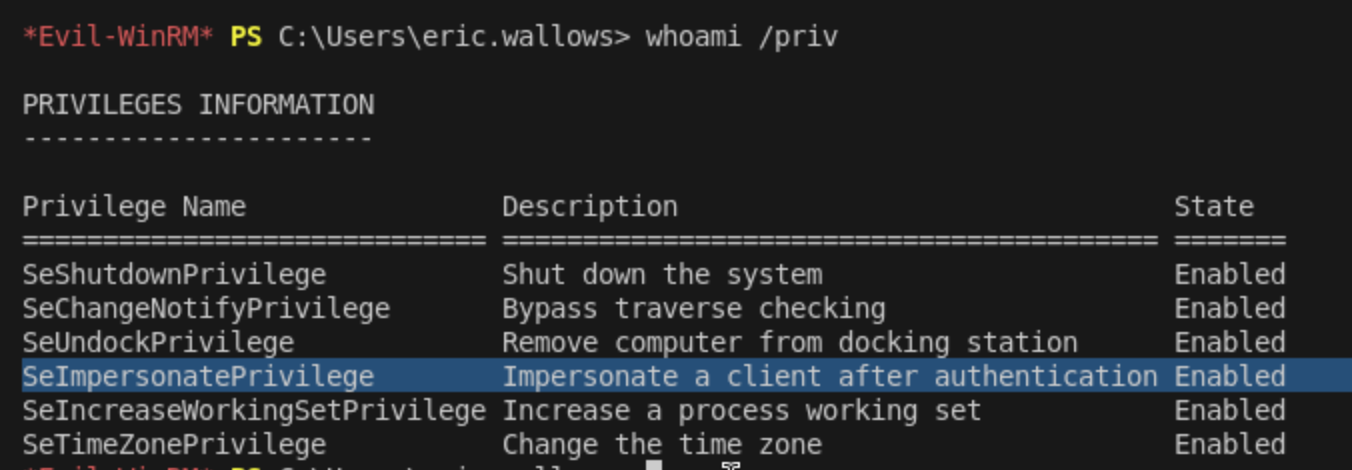 *Evil-WinRM* PS C:\Users\eric.wallows> whoami /priv
PRIVILEGES INFORMATION
----------------------
Privilege Name                Description                               State
============================= ========================================= =======
SeShutdownPrivilege           Shut down the system                      Enabled
SeChangeNotifyPrivilege       Bypass traverse checking                  Enabled
SeUndockPrivilege             Remove computer from docking station      Enabled
SeImpersonatePrivilege        Impersonate a client after authentication Enabled
SeIncreaseWorkingSetPrivilege Increase a process working set            Enabled
SeTimeZonePrivilege           Change the time zone                      Enabled